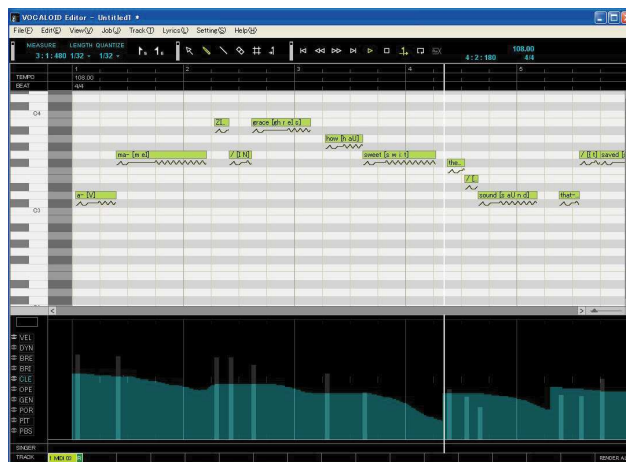 VOCALOID Editor - Untitled1 *
File(F) Edit(E) View(V) Job(J) Track(T) Lyrics(L) Setting(S) Help(H)
MEASURE LENGTH QUANTIZE
3 : 1 : 480 1/32 1/32
4 : 2 : 180 108.00 4/4
1 2 3 4 5
TEMPO 108.00
BEAT 4/4
C4
ZI.. grace [gh r eI s]
how [h aU]
ma- [m eI] / [I N] sweet [s w i: t] the.. / [I t] saved [s
/ [..
a- [V] sound [s aU n d] that-
C3
VEL
DYN
BRE
BRI
CLE
OPE
GEN
POR
PIT
PBS
SINGER
TRACK 1 MIDI 00 RENDER